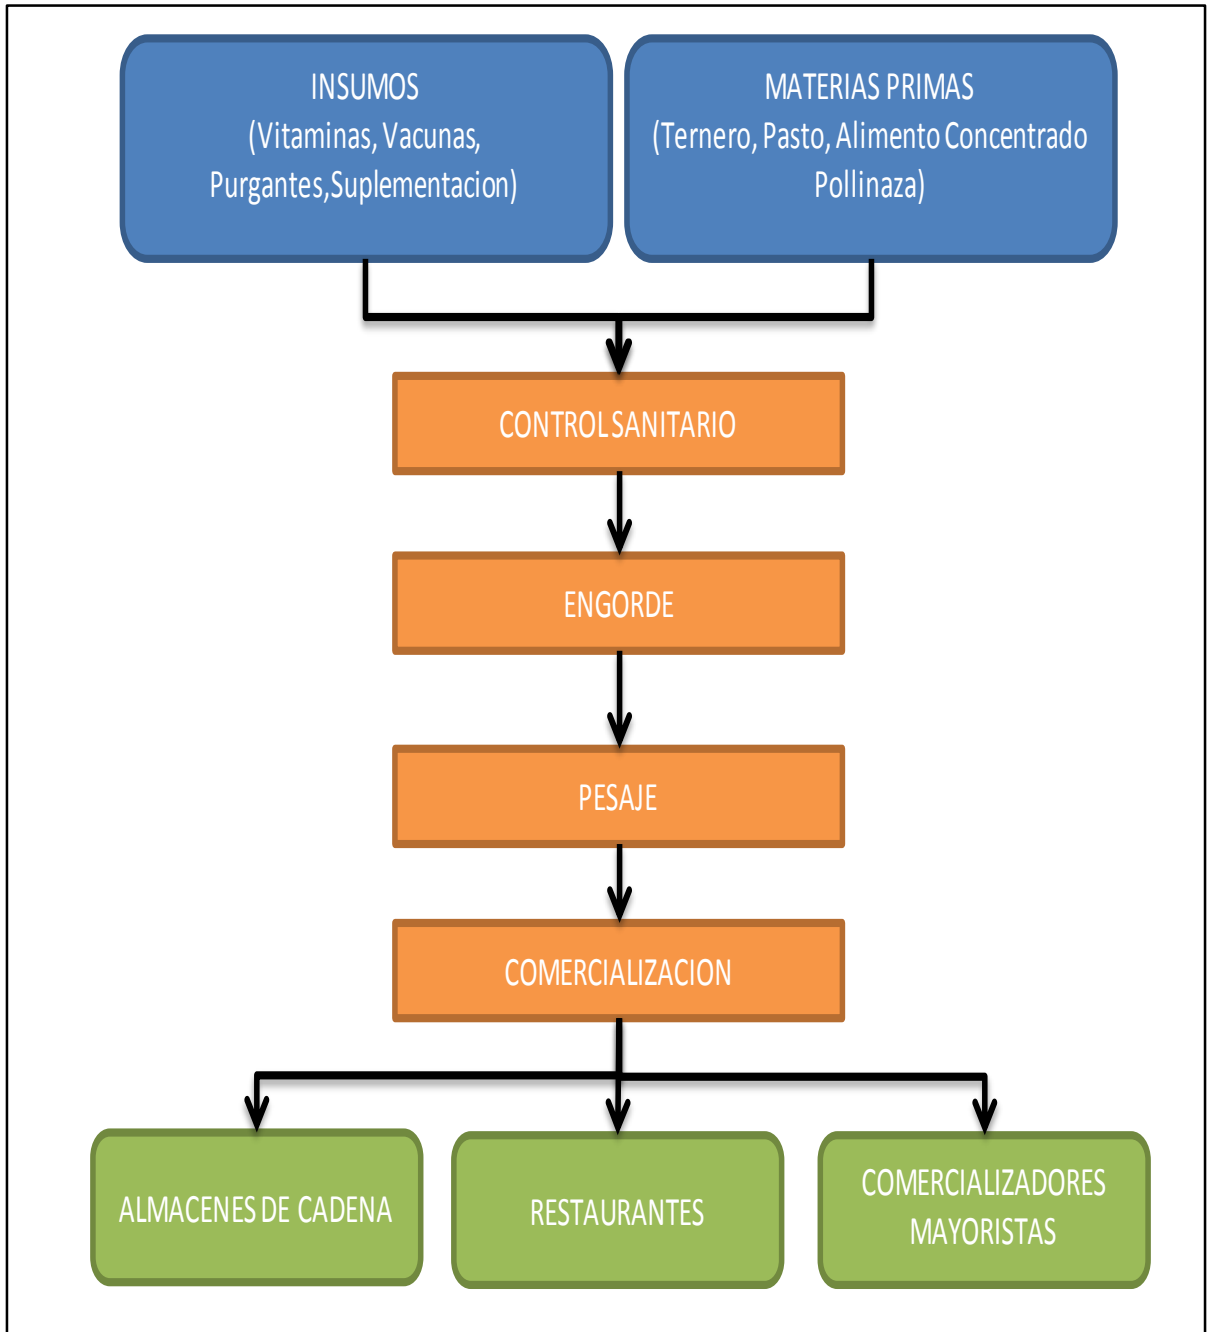 INSUMOS
(Vitaminas, Vacunas,
Purgantes,Suplementacion)
MATERIAS PRIMAS
(Ternero, Pasto, Alimento Concentrado
Pollinaza)
CONTROL SANITARIO
ENGORDE
PESAJE
COMERCIALIZACION
ALMACENES DE CADENA
RESTAURANTES
COMERCIALIZADORES
MAYORISTAS